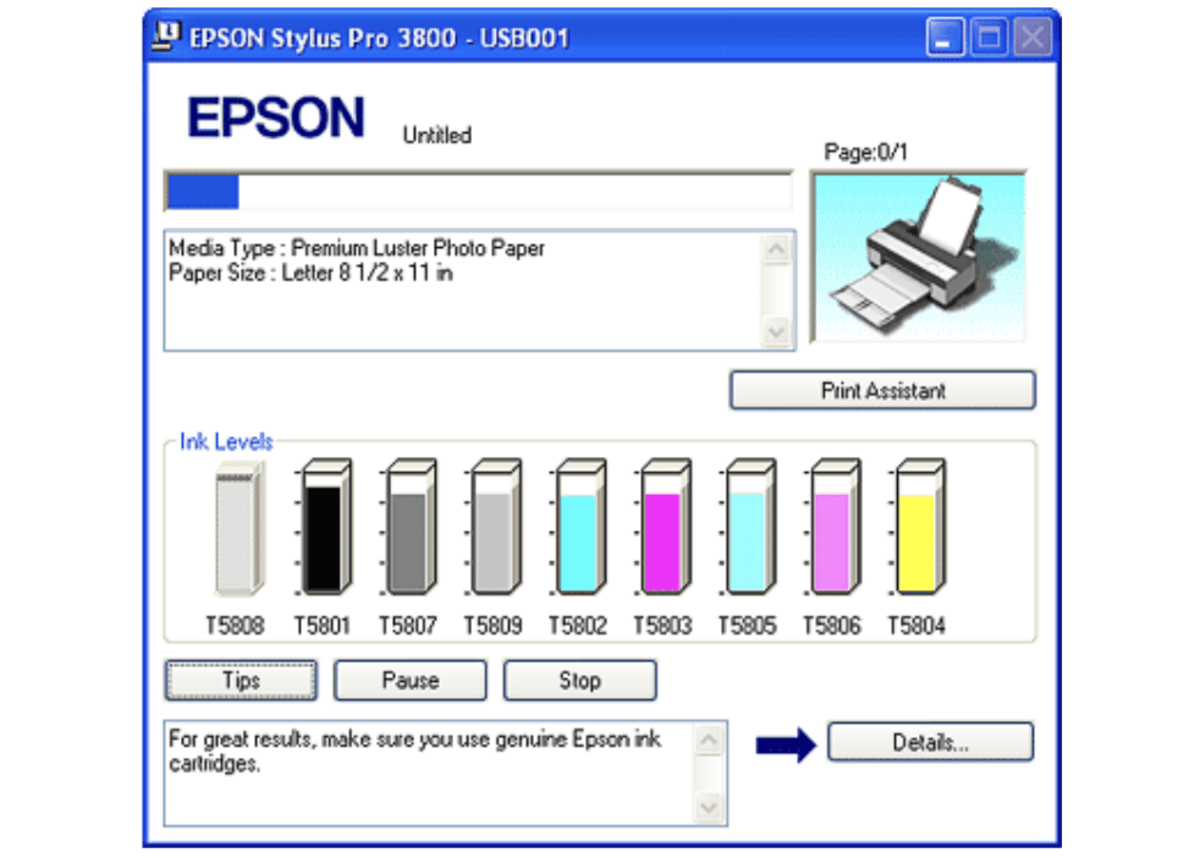 EPSON Stylus Pro 3800 - USB001
EPSON
Untitled
Page:0/1
Media Type : Premium Luster Photo Paper
Paper Size : Letter 8 1/2 x 11 in
Print Assistant
Ink Levels
T5808 T5801 T5807 T5809 T5802 T5803 T5805 T5806 T5804
Tips Pause Stop
For great results, make sure you use genuine Epson ink
cartridges.
Details...